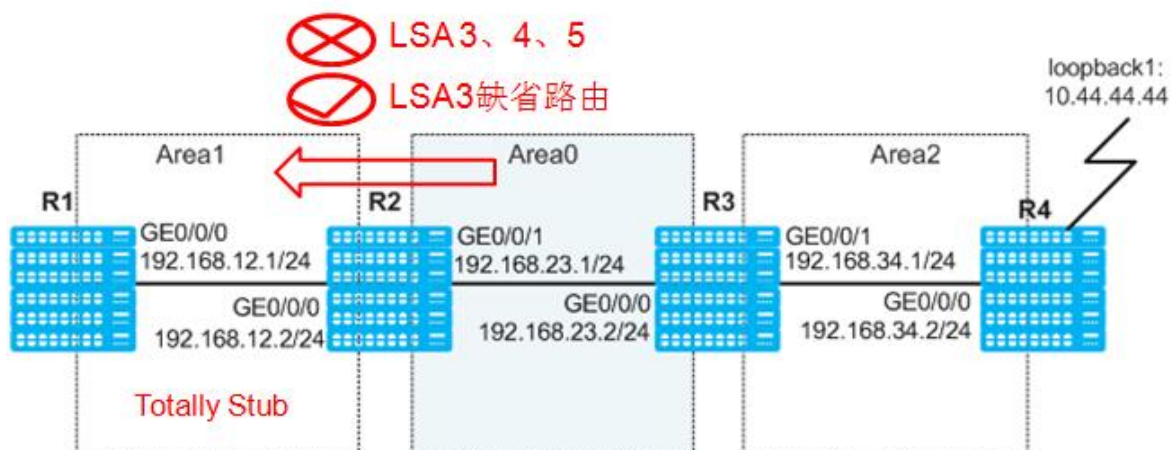 LSA3、4、5
LSA3缺省路由
loopback1:
10.44.44.44
Area1
Area0
Area2
R1
R2
R3
R4
GE0/0/0
192.168.12.1/24
GE0/0/1
192.168.23.1/24
GE0/0/1
192.168.34.1/24
GE0/0/0
192.168.12.2/24
GE0/0/0
192.168.23.2/24
GE0/0/0
192.168.34.2/24
Totally Stub